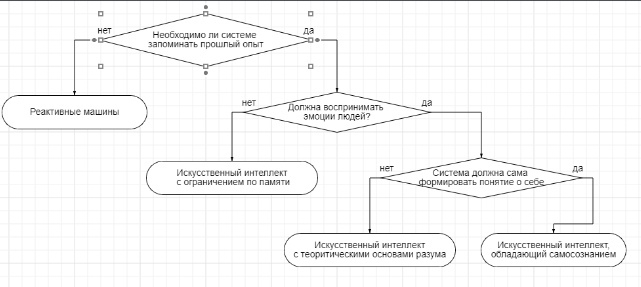 нет
да
Необходимо ли системе
запоминать прошлый опыт
Реактивные машины
нет
да
Должна воспринимать
эмоции людей?
Искусственный интеллект
с ограничением по памяти
нет
да
Система должна сама
формировать понятие о себе
Искусственный интеллект
с теоритическими основами разума
Искусственный интеллект,
обладающий самосознанием